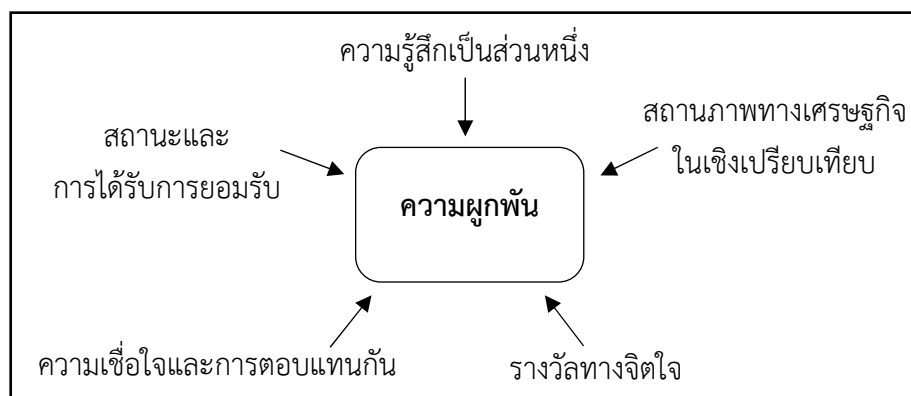 ความรู้สึกเป็นส่วนหนึ่ง
สถานะและ
การได้รับการยอมรับ
สถานภาพทางเศรษฐกิจ
ในเชิงเปรียบเทียบ
ความผูกพัน
ความเชื่อใจและการตอบแทนกัน
รางวัลทางจิตใจ